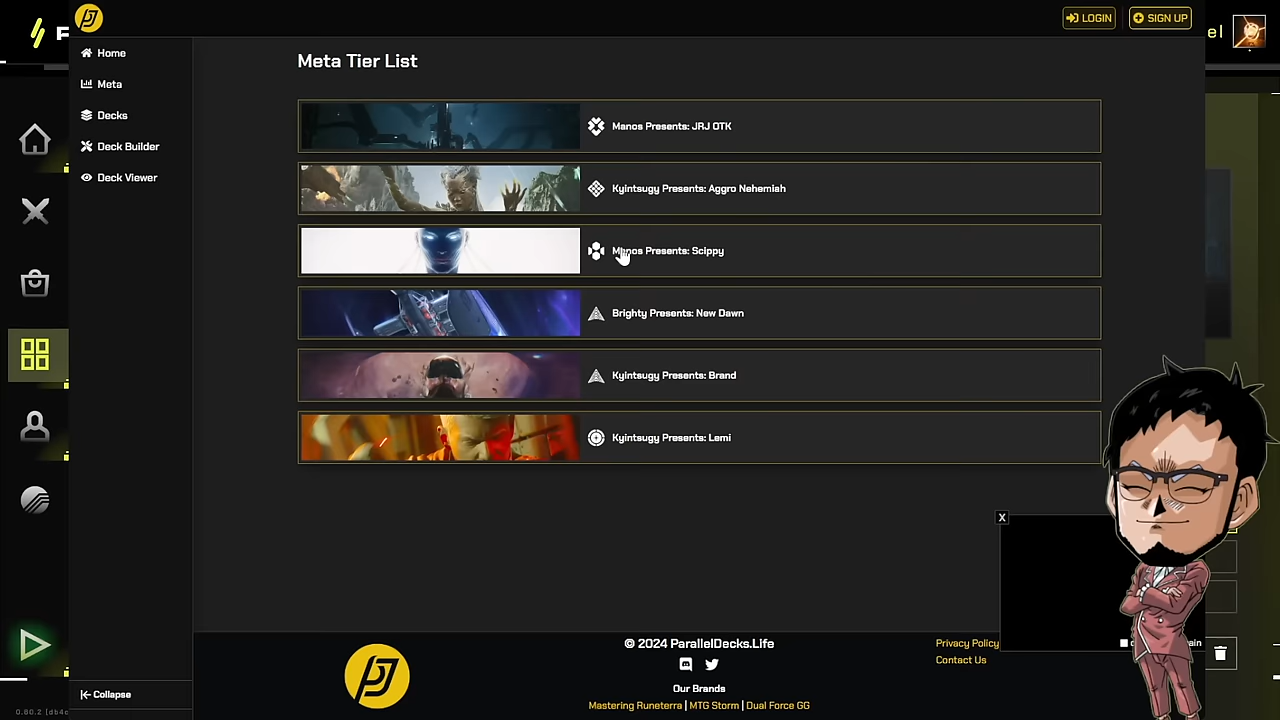 LOGIN
SIGN UP
Home
Meta
Decks
Deck Builder
Deck Viewer
Meta Tier List
Manos Presents: JRJ OTK
Kyintsugy Presents: Aggro Nehemiah
Manos Presents: Scippy
Brighty Presents: New Dawn
Kyintsugy Presents: Brand
Kyintsugy Presents: Lemi
X
© 2024 ParallelDecks.Life
Privacy Policy
Contact Us
Our Brands
Mastering Runeterra | MTG Storm | Dual Force GG
Collapse